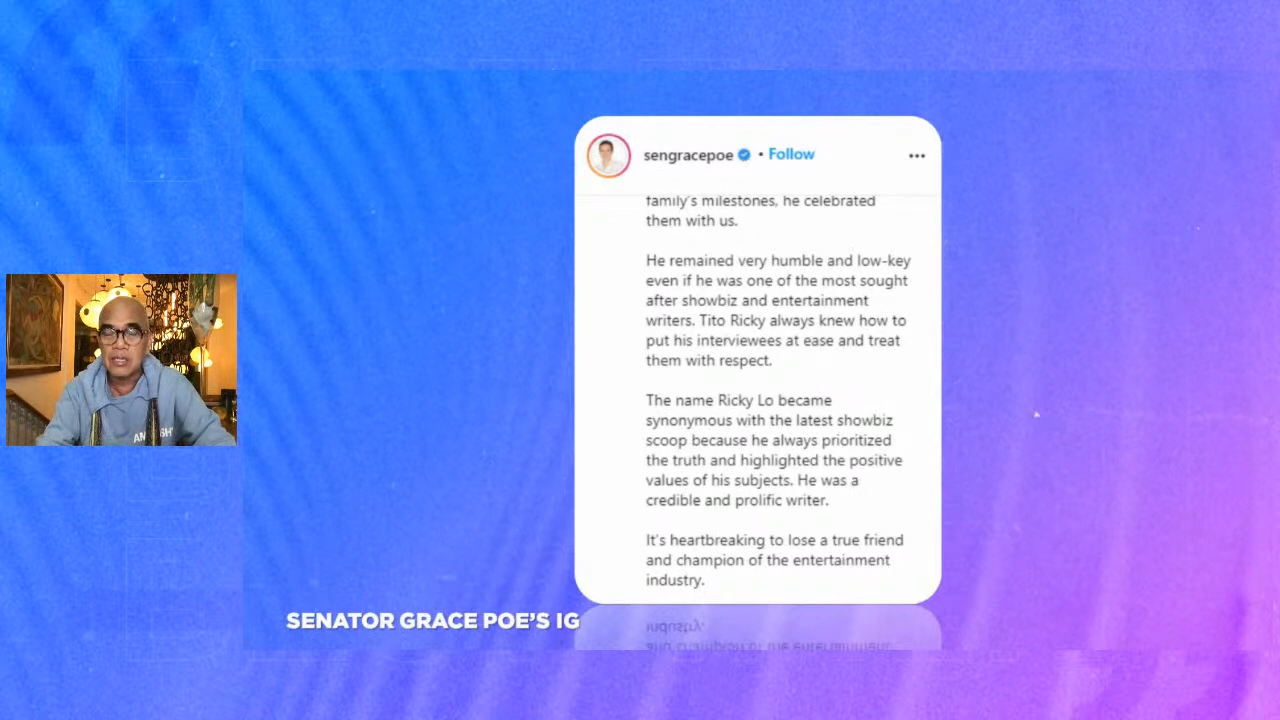 sengracepoe • Follow
family's milestones, he celebrated
them with us.
He remained very humble and low-key
even if he was one of the most sought
after showbiz and entertainment
writers. Tito Ricky always knew how to
put his interviewees at ease and treat
them with respect.
The name Ricky Lo became
synonymous with the latest showbiz
scoop because he always prioritized
the truth and highlighted the positive
values of his subjects. He was a
credible and prolific writer.
It's heartbreaking to lose a true friend
and champion of the entertainment
industry.
SENATOR GRACE POE'S IG